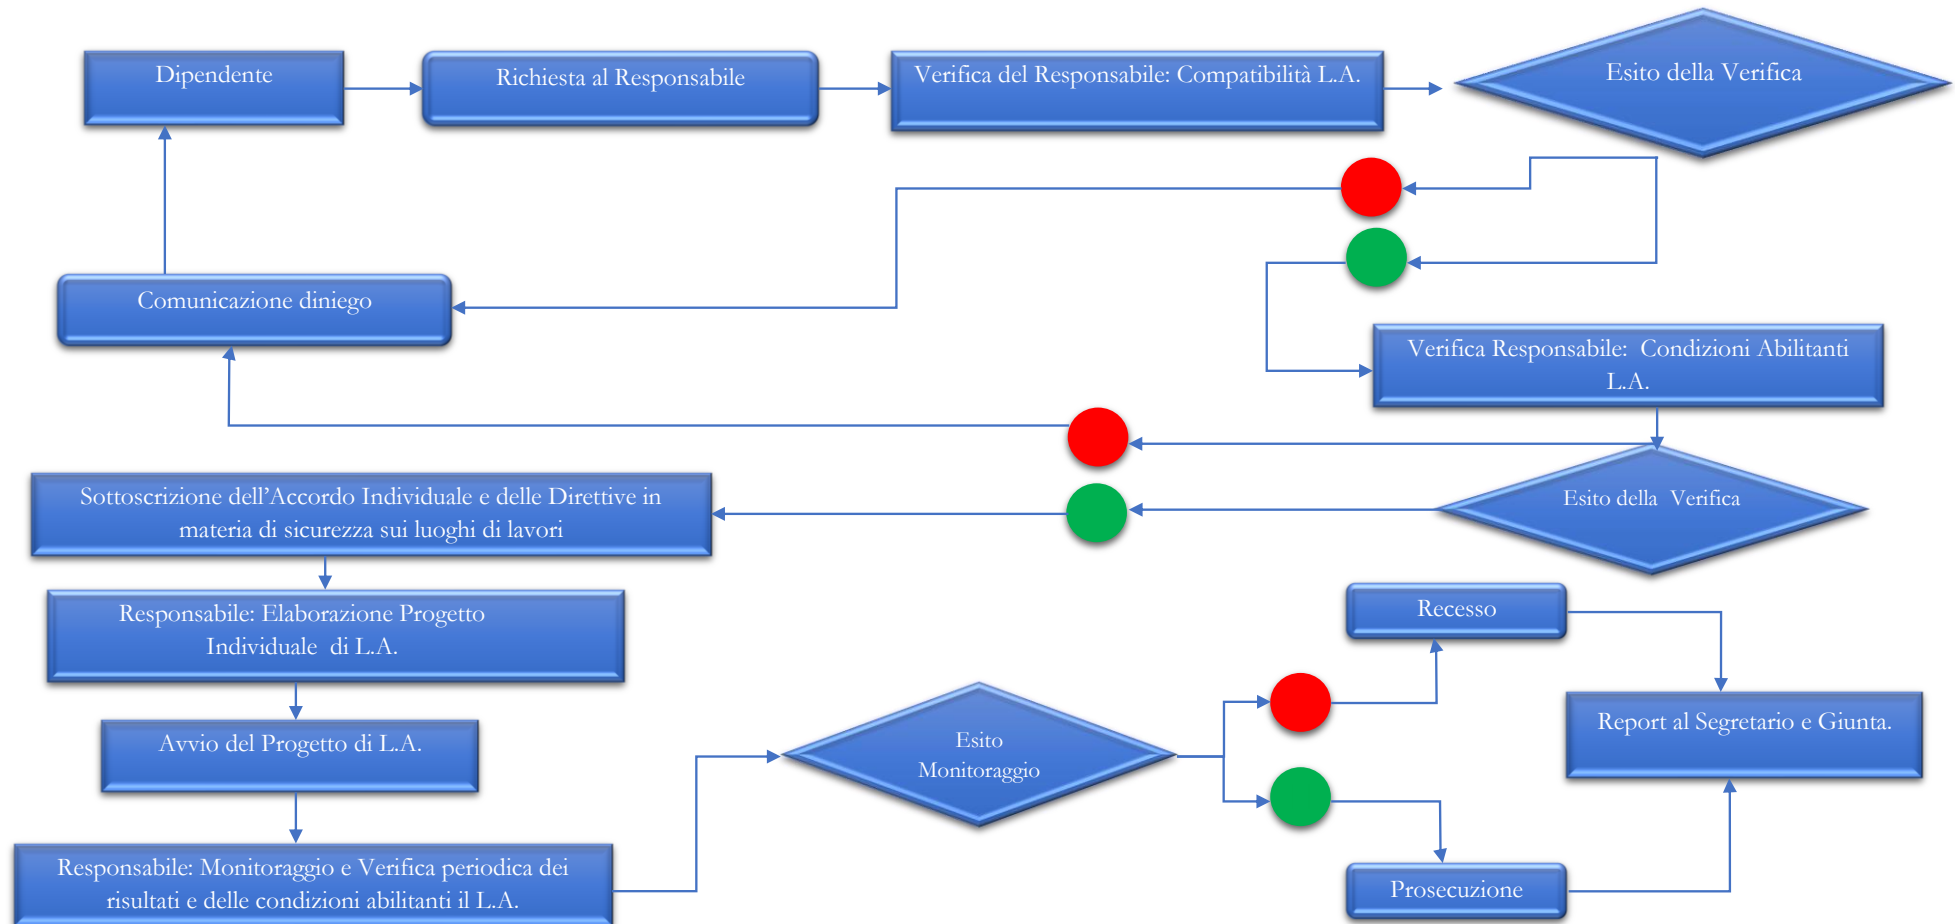 Dipendente
Richiesta al Responsabile
Verifica del Responsabile: Compatibilità L.A.
Esito della Verifica
Comunicazione diniego
Verifica Responsabile:  Condizioni Abilitanti
L.A.
Esito della  Verifica
Sottoscrizione dell’Accordo Individuale e delle Direttive in
materia di sicurezza sui luoghi di lavori
Responsabile: Elaborazione Progetto
Individuale  di L.A.
Avvio del Progetto di L.A.
Responsabile: Monitoraggio e Verifica periodica dei
risultati e delle condizioni abilitanti il L.A.
Esito
Monitoraggio
Recesso
Report al Segretario e Giunta.
Prosecuzione